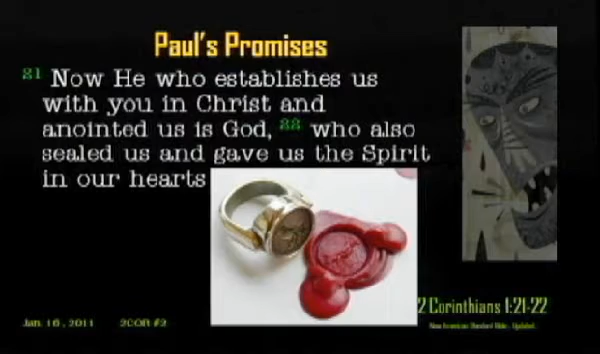 Paul's Promises
21 Now He who establishes us
with you in Christ and
anointed us is God, 22 who also
sealed us and gave us the Spirit
in our hearts
2 Corinthians 1:21-22
New American Standard Bible - Updated
Jan. 16, 2011 2COR #2